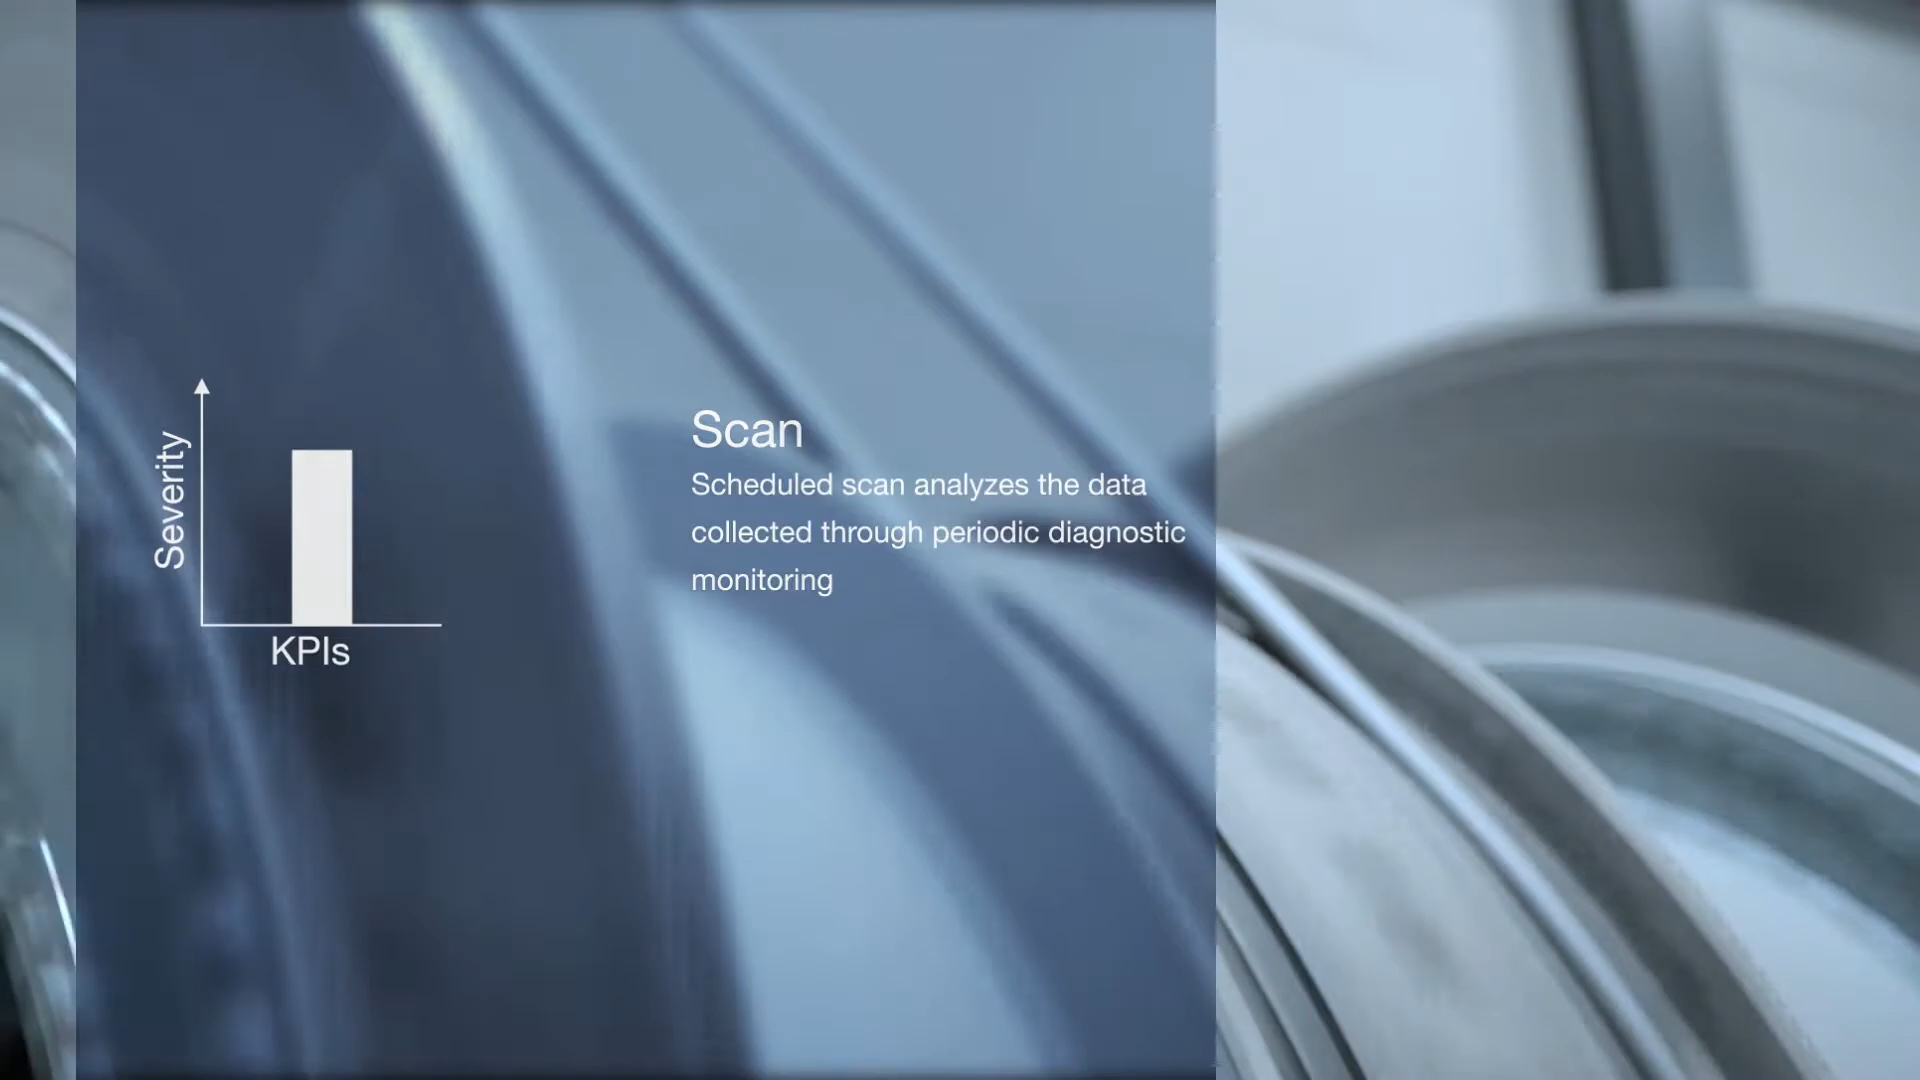 Severity
KPIs
Scan
Scheduled scan analyzes the data
collected through periodic diagnostic
monitoring